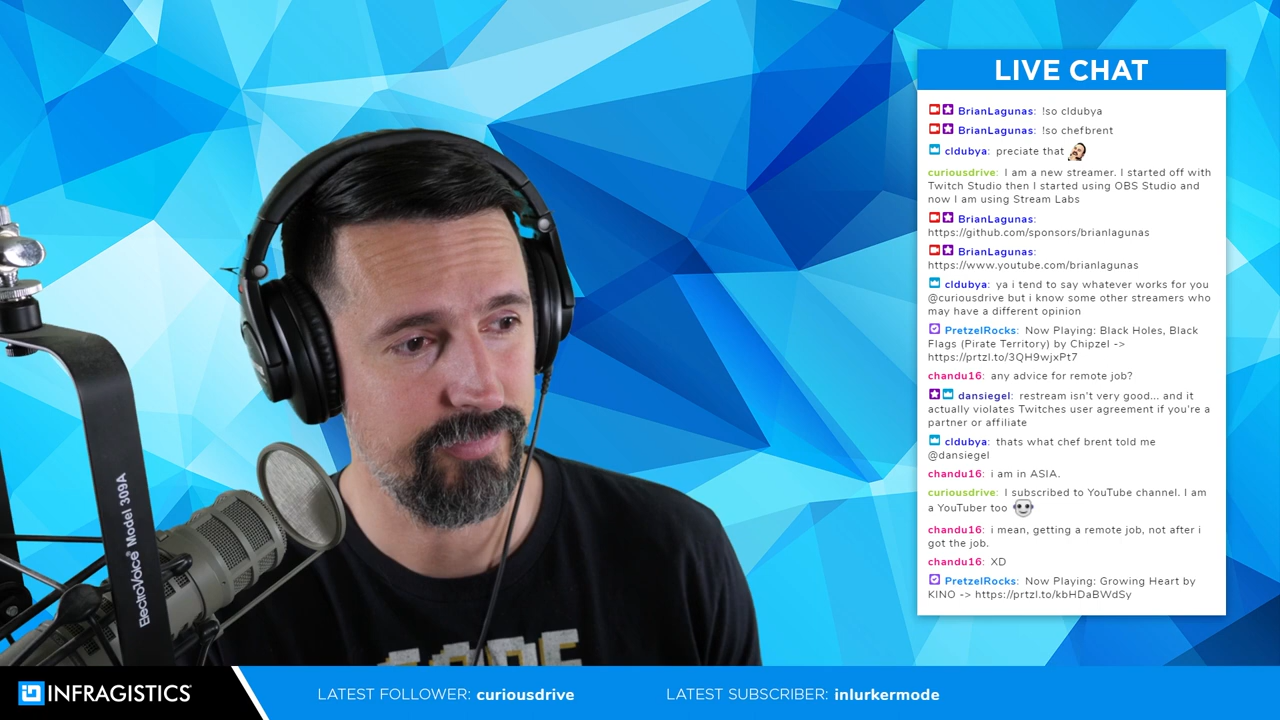 LIVE CHAT
BrianLagunas: !so cldubya
BrianLagunas: !so chefbrent
cldubya: preciate that
curiousdrive: I am a new streamer. I started off with
Twitch Studio then I started using OBS Studio and
now I am using Stream Labs
BrianLagunas:
https://github.com/sponsors/brianlagunas
BrianLagunas:
https://www.youtube.com/brianlagunas
cldubya: ya i tend to say whatever works for you
@curiousdrive but i know some other streamers who
may have a different opinion
PretzelRocks: Now Playing: Black Holes, Black
Flags (Pirate Territory) by Chipzel ->
https://prtzl.to/3QH9wjxPt7
chandu16: any advice for remote job?
dansiegel: restream isn't very good... and it
actually violates Twitches user agreement if you're a
partner or affiliate
cldubya: thats what chef brent told me
@dansiegel
chandu16: i am in ASIA.
curiousdrive: I subscribed to YouTube channel. I am
a YouTuber too
chandu16: i mean, getting a remote job, not after i
got the job.
chandu16: XD
PretzelRocks: Now Playing: Growing Heart by
KINO -> https://prtzl.to/kbHDaBWdSy
ElectroVoice® Model 309A
CODE
INFRAGISTICS
LATEST FOLLOWER: curiousdrive
LATEST SUBSCRIBER: inlurkermode